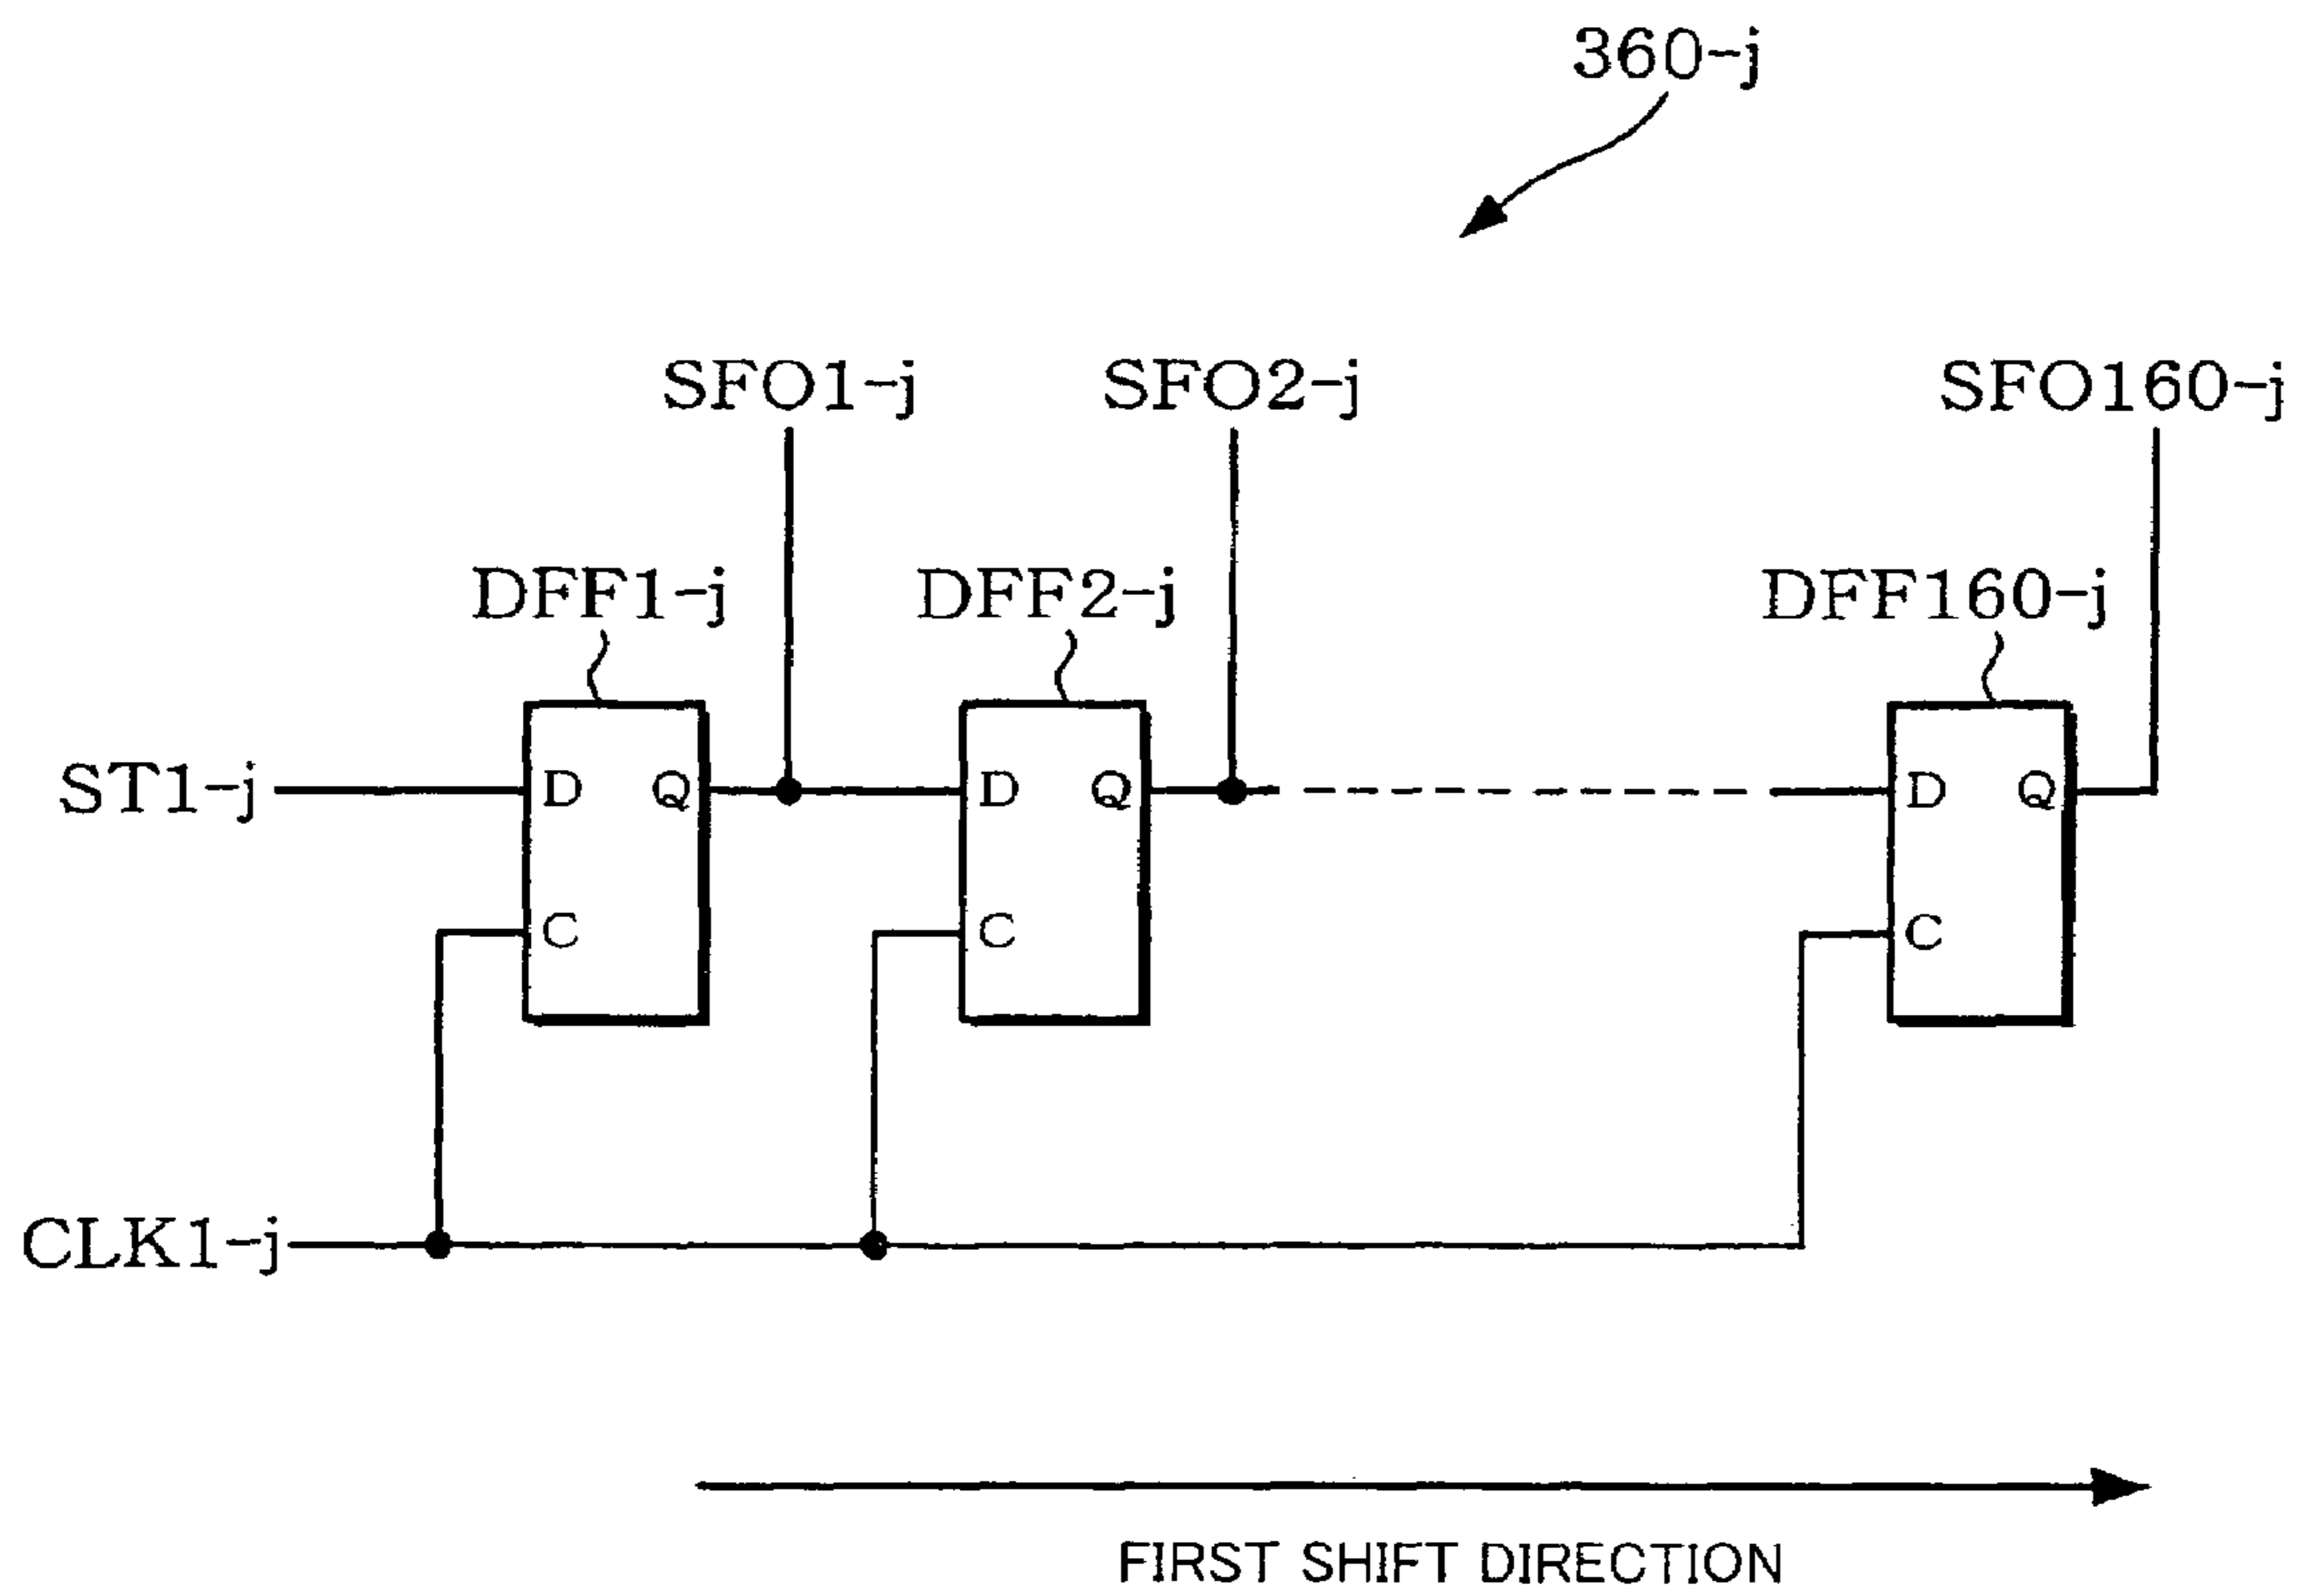 360-j
SFO1-j
SFO2-j
SFO160-j
DFF1-j
DFF2-j
DFF160-j
ST1-j
D
Q
D
Q
D
Q
C
C
C
CLK1-j
FIRST SHIFT DIRECTION